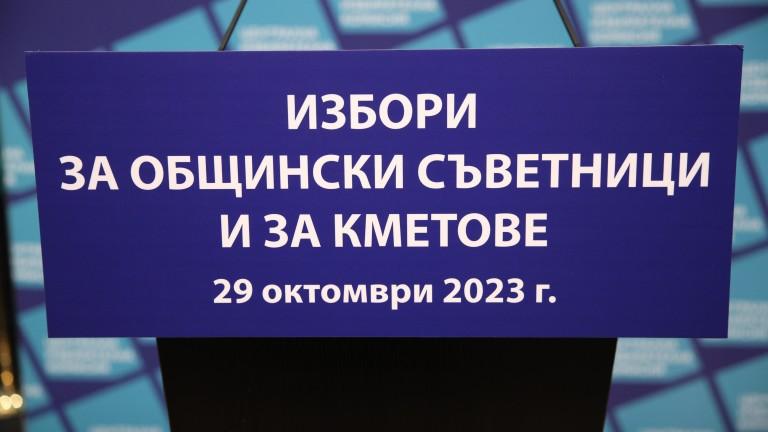 ИЗБОРИ
ЗА ОБЩИНСКИ СЪВЕТНИЦИ
И ЗА КМЕТОВЕ
29 октомври 2023 г.